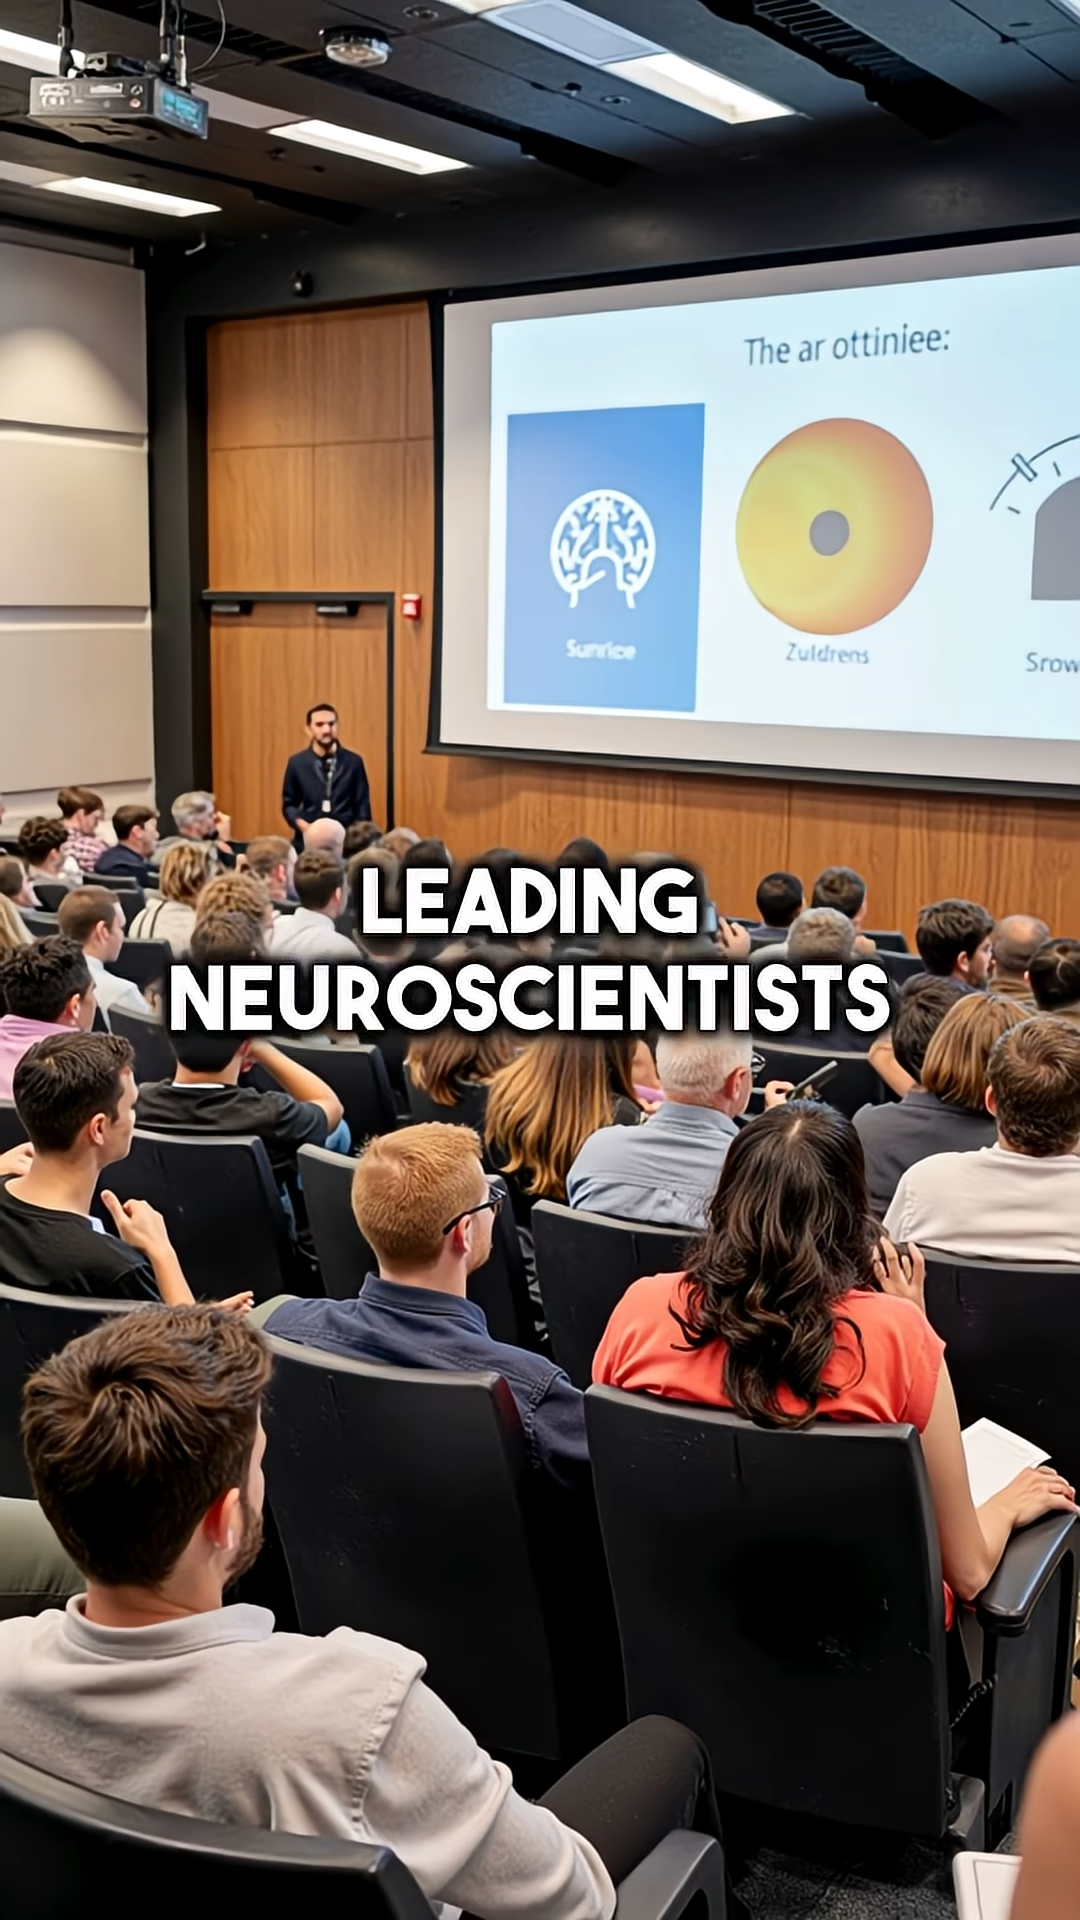 The ar ottiniee:
Sunrice
Zuldrens
Srow
LEADING
NEUROSCIENTISTS